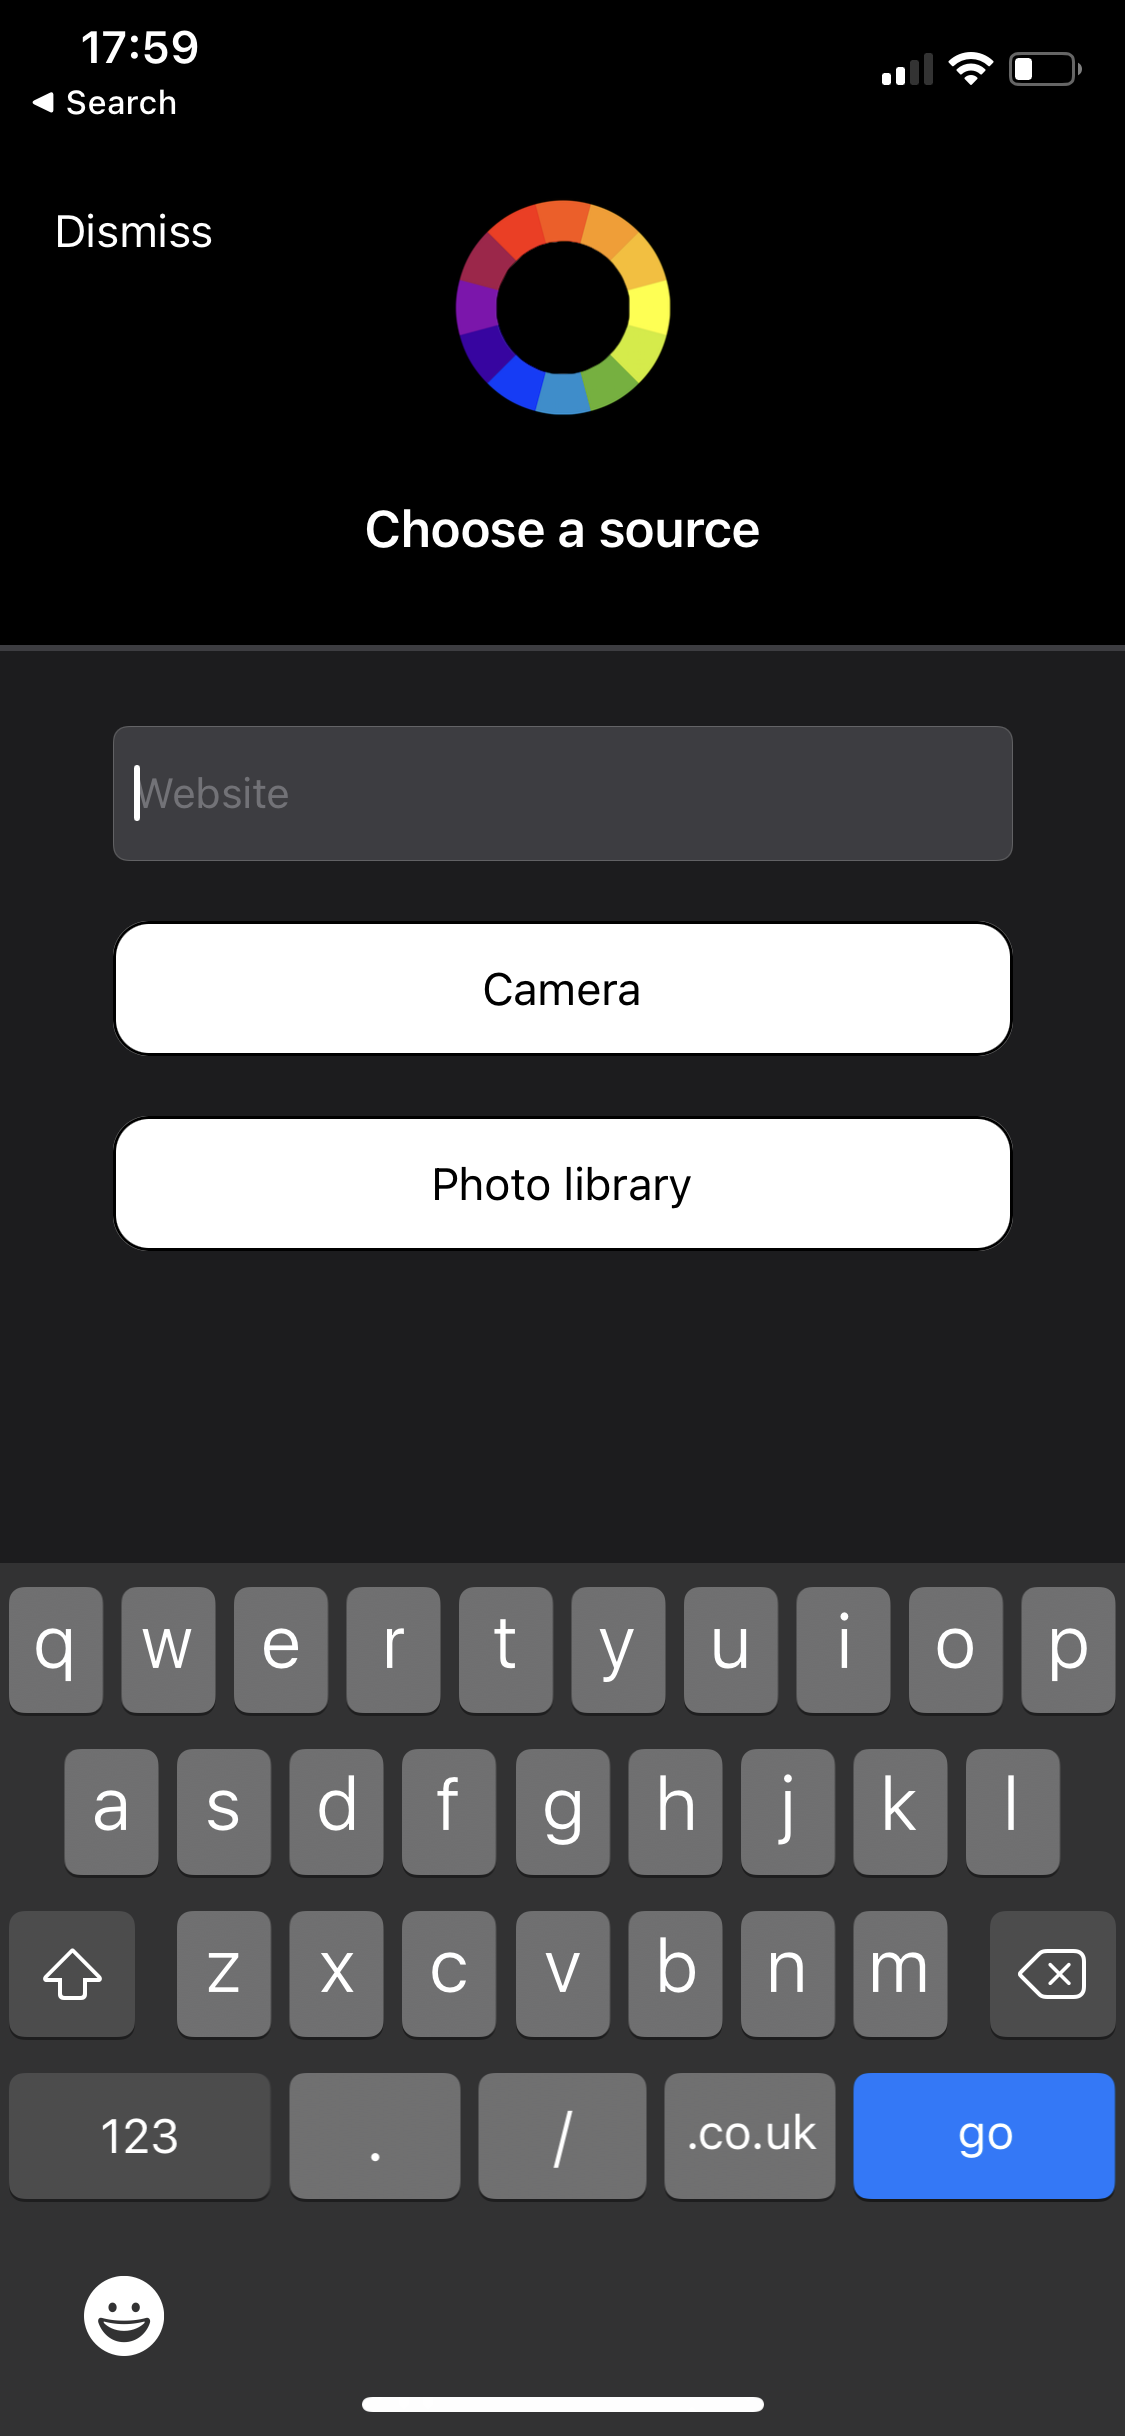 17:59
◀ Search
Dismiss
Choose a source
Website
Camera
Photo library
q w e r t y u i o p
a s d f g h j k l
z x c v b n m
123 . / .co.uk go